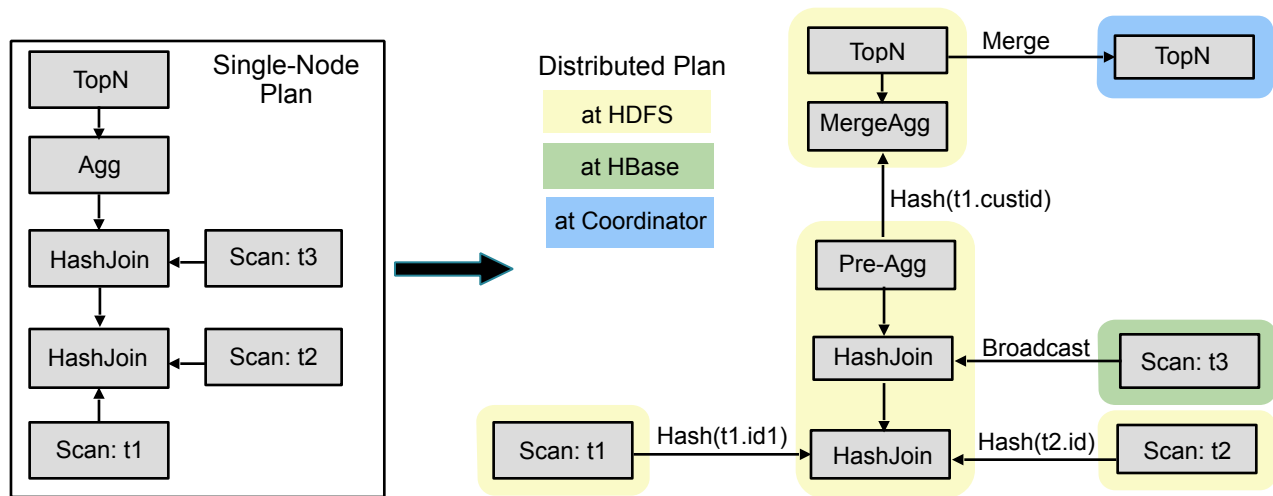 Single-Node
Plan
TopN
Agg
HashJoin
Scan: t3
HashJoin
Scan: t2
Scan: t1
Distributed Plan
at HDFS
at HBase
at Coordinator
TopN
Merge
TopN
MergeAgg
Hash(t1.custid)
Pre-Agg
HashJoin
Broadcast
Scan: t3
Scan: t1
Hash(t1.id1)
HashJoin
Hash(t2.id)
Scan: t2